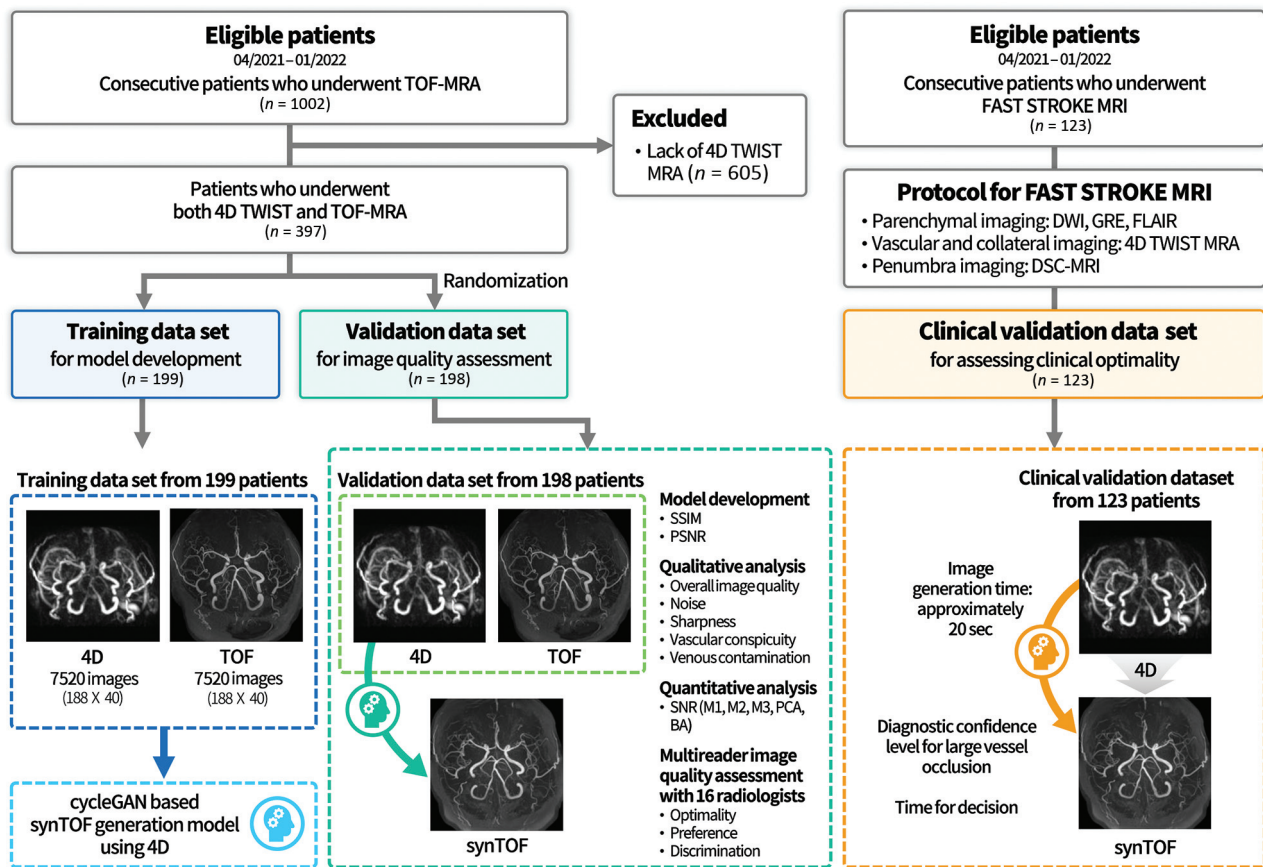 Eligible patients
04/2021–01/2022
Consecutive patients who underwent TOF-MRA
(n = 1002)
Excluded
• Lack of 4D TWIST
MRA (n = 605)
Patients who underwent
both 4D TWIST and TOF-MRA
(n = 397)
Randomization
Training data set
for model development
(n = 199)
Validation data set
for image quality assessment
(n = 198)
Eligible patients
04/2021–01/2022
Consecutive patients who underwent
FAST STROKE MRI
(n = 123)
Protocol for FAST STROKE MRI
• Parenchymal imaging: DWI, GRE, FLAIR
• Vascular and collateral imaging: 4D TWIST MRA
• Penumbra imaging: DSC-MRI
Clinical validation data set
for assessing clinical optimality
(n = 123)
Training data set from 199 patients
4D
7520 images
(188 X 40)
TOF
7520 images
(188 X 40)
cycleGAN based
synTOF generation model
using 4D
Validation data set from 198 patients
4D
TOF
synTOF
Model development
• SSIM
• PSNR
Qualitative analysis
• Overall image quality
• Noise
• Sharpness
• Vascular conspicuity
• Venous contamination
Quantitative analysis
• SNR (M1, M2, M3, PCA,
BA)
Multireader image
quality assessment
with 16 radiologists
• Optimality
• Preference
• Discrimination
Clinical validation dataset
from 123 patients
Image
generation time:
approximately
20 sec
4D
Diagnostic confidence
level for large vessel
occlusion
Time for decision
synTOF